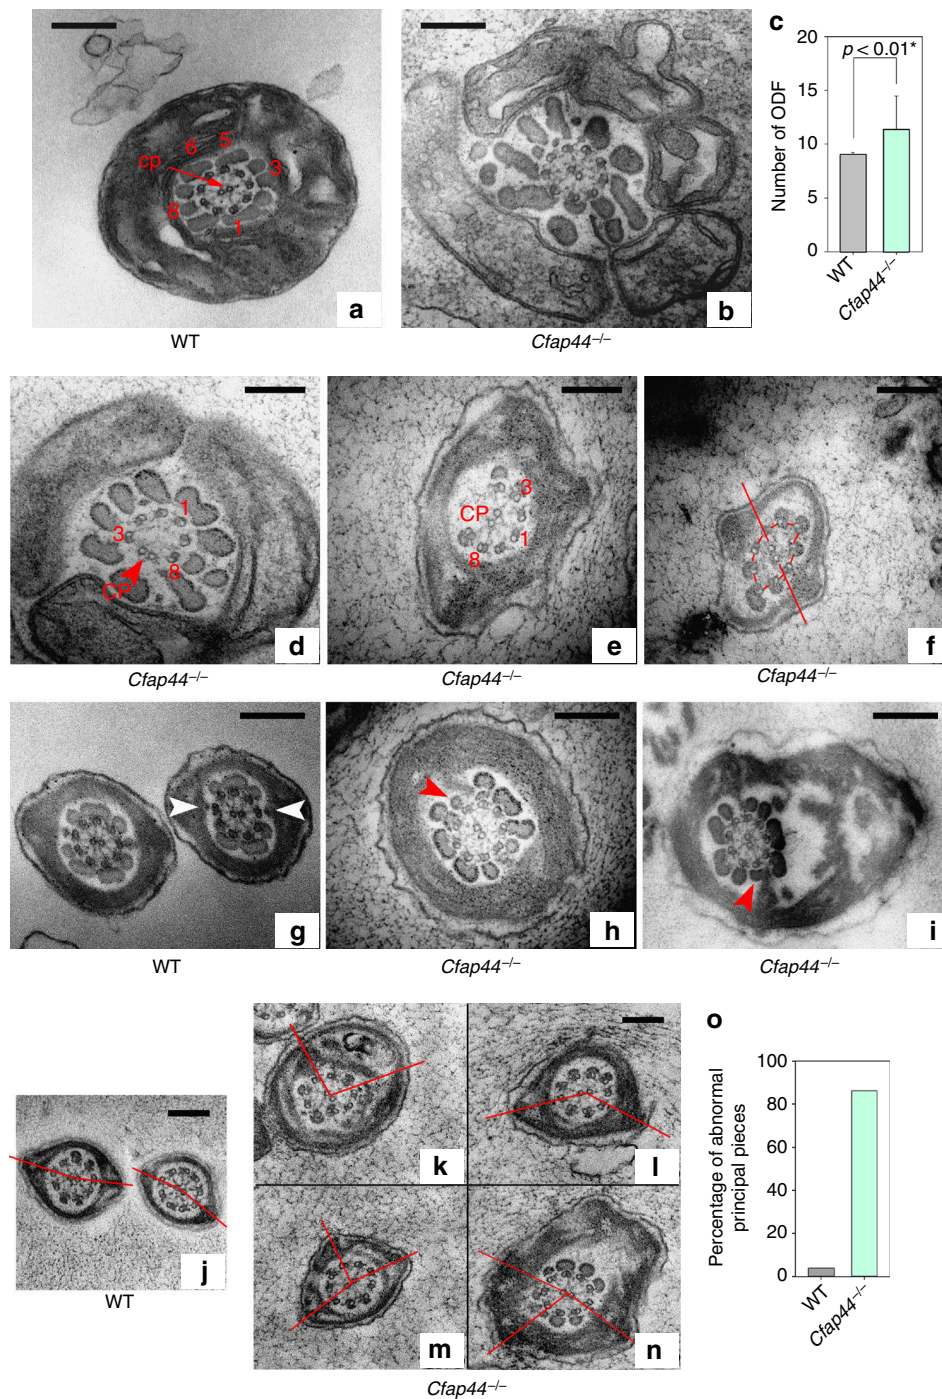 a
WT
cp
6
5
3
8
1
b
Cfap44–/–
c
Number of ODF
20
15
10
5
0
p < 0.01*
WT
Cfap44–/–
d
1
3
8
CP
Cfap44–/–
e
3
CP
1
8
Cfap44–/–
f
Cfap44–/–
g
WT
h
Cfap44–/–
i
Cfap44–/–
j
WT
k
l
m
n
Cfap44–/–
o
Percentage of abnormal
principal pieces
100
80
60
40
20
0
WT
Cfap44–/–